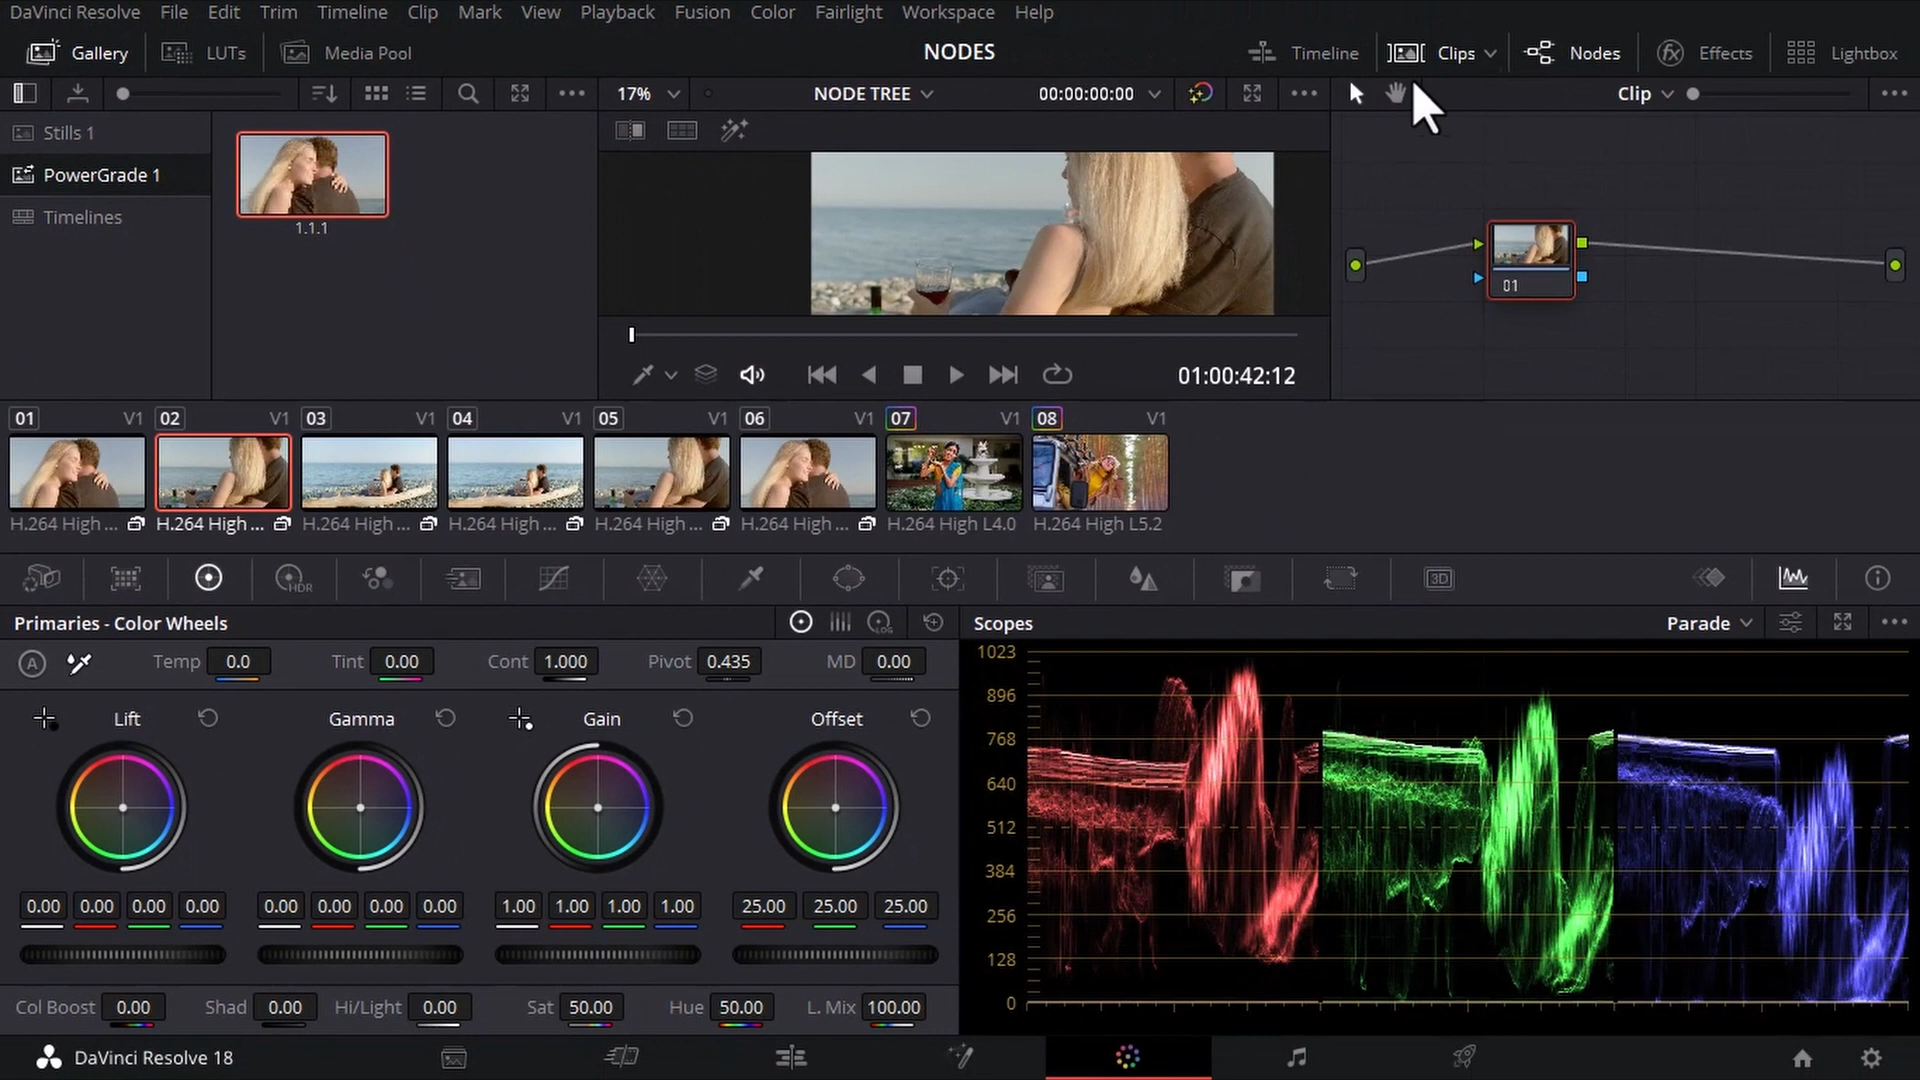 DaVinci Resolve File Edit Trim Timeline Clip Mark View Playback Fusion Color Fairlight Workspace Help
Gallery LUTs Media Pool NODES Timeline Clips Nodes Effects Lightbox
17% NODE TREE 00:00:00:00 Clip
Stills 1
PowerGrade 1
Timelines
1.1.1
01
01:00:42:12
01 V1 02 V1 03 V1 04 V1 05 V1 06 V1 07 V1 08 V1
H.264 High ... H.264 High ... H.264 High ... H.264 High ... H.264 High ... H.264 High ... H.264 High L4.0 H.264 High L5.2
HDR 3D
Primaries - Color Wheels LOG Scopes Parade
A Temp 0.0 Tint 0.00 Cont 1.000 Pivot 0.435 MD 0.00
Lift Gamma Gain Offset
0.00 0.00 0.00 0.00 0.00 0.00 0.00 0.00 1.00 1.00 1.00 1.00 25.00 25.00 25.00
Col Boost 0.00 Shad 0.00 Hi/Light 0.00 Sat 50.00 Hue 50.00 L. Mix 100.00
1023
896
768
640
512
384
256
128
0
DaVinci Resolve 18